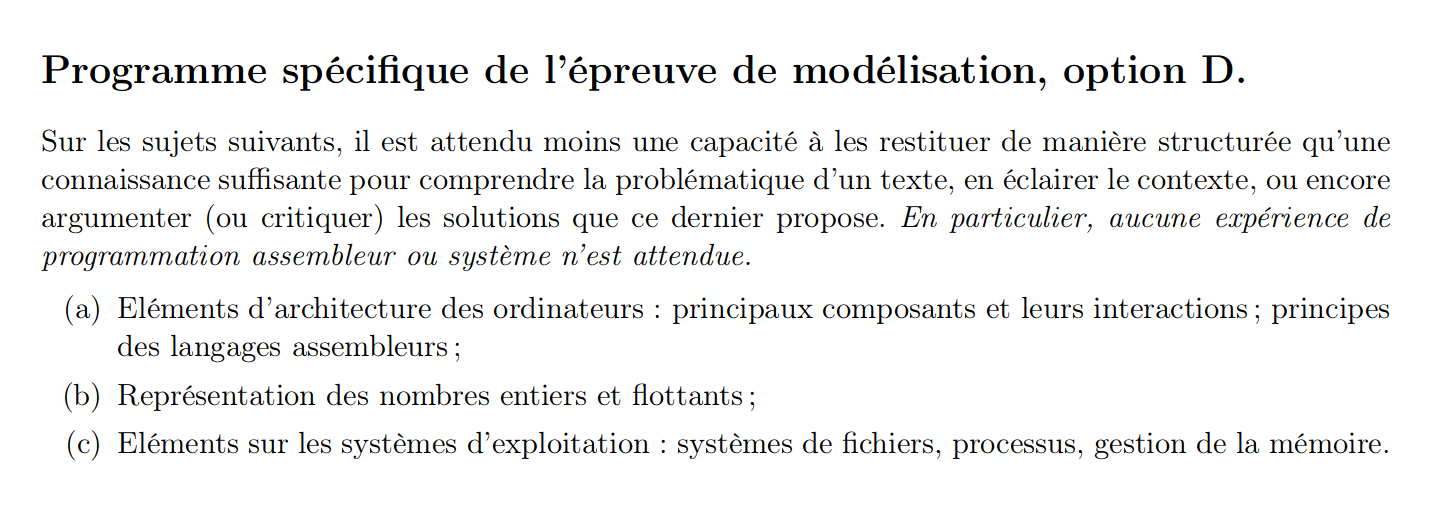 Programme spécifique de l'épreuve de modélisation, option D.
Sur les sujets suivants, il est attendu moins une capacité à les restituer de manière structurée qu'une
connaissance suffisante pour comprendre la problématique d'un texte, en éclairer le contexte, ou encore
argumenter (ou critiquer) les solutions que ce dernier propose. En particulier, aucune expérience de
programmation assembleur ou système n'est attendue.
(a) Eléments d'architecture des ordinateurs : principaux composants et leurs interactions ; principes
des langages assembleurs ;
(b) Représentation des nombres entiers et flottants ;
(c) Eléments sur les systèmes d'exploitation : systèmes de fichiers, processus, gestion de la mémoire.